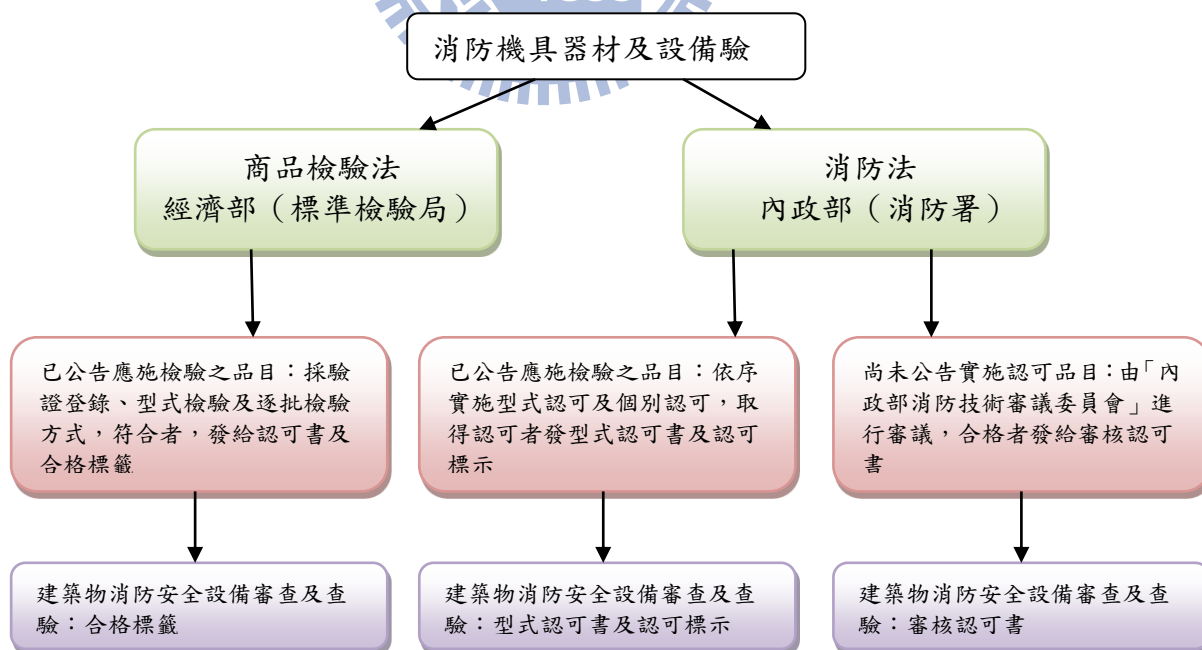 消防機具器材及設備驗
商品檢驗法
經濟部（標準檢驗局）
消防法
內政部（消防署）
已公告應施檢驗之品目：採驗
證登錄、型式檢驗及逐批檢驗
方式，符合者，發給認可書及
合格標籤
已公告應施檢驗之品目：依序
實施型式認可及個別認可，取
得認可者發型式認可書及認可
標示
尚未公告實施認可品目：由「內
政部消防技術審議委員會」進
行審議，合格者發給審核認可
書
建築物消防安全設備審查及查
驗：合格標籤
建築物消防安全設備審查及查
驗：型式認可書及認可標示
建築物消防安全設備審查及查
驗：審核認可書